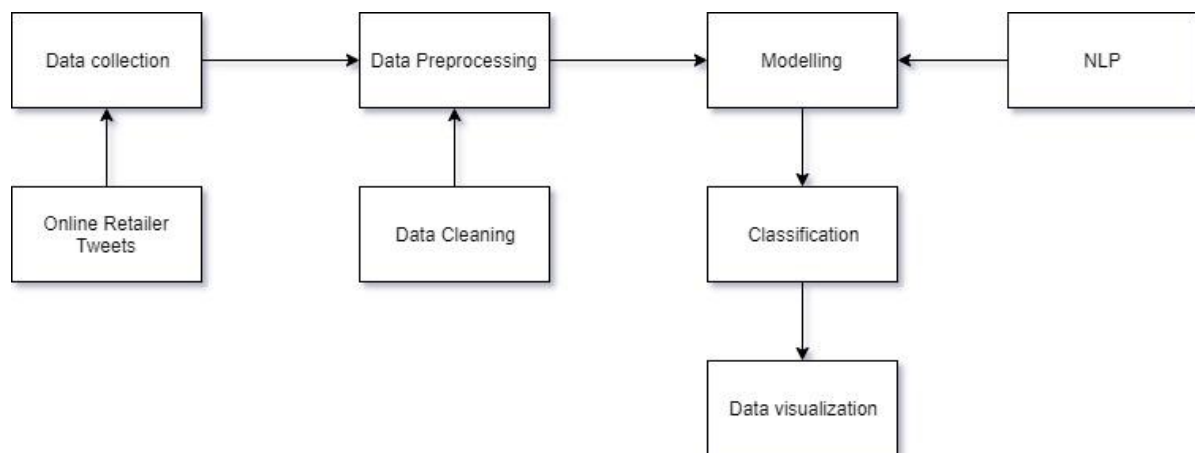 Data collection
Data Preprocessing
Modelling
NLP
Online Retailer
Tweets
Data Cleaning
Classification
Data visualization